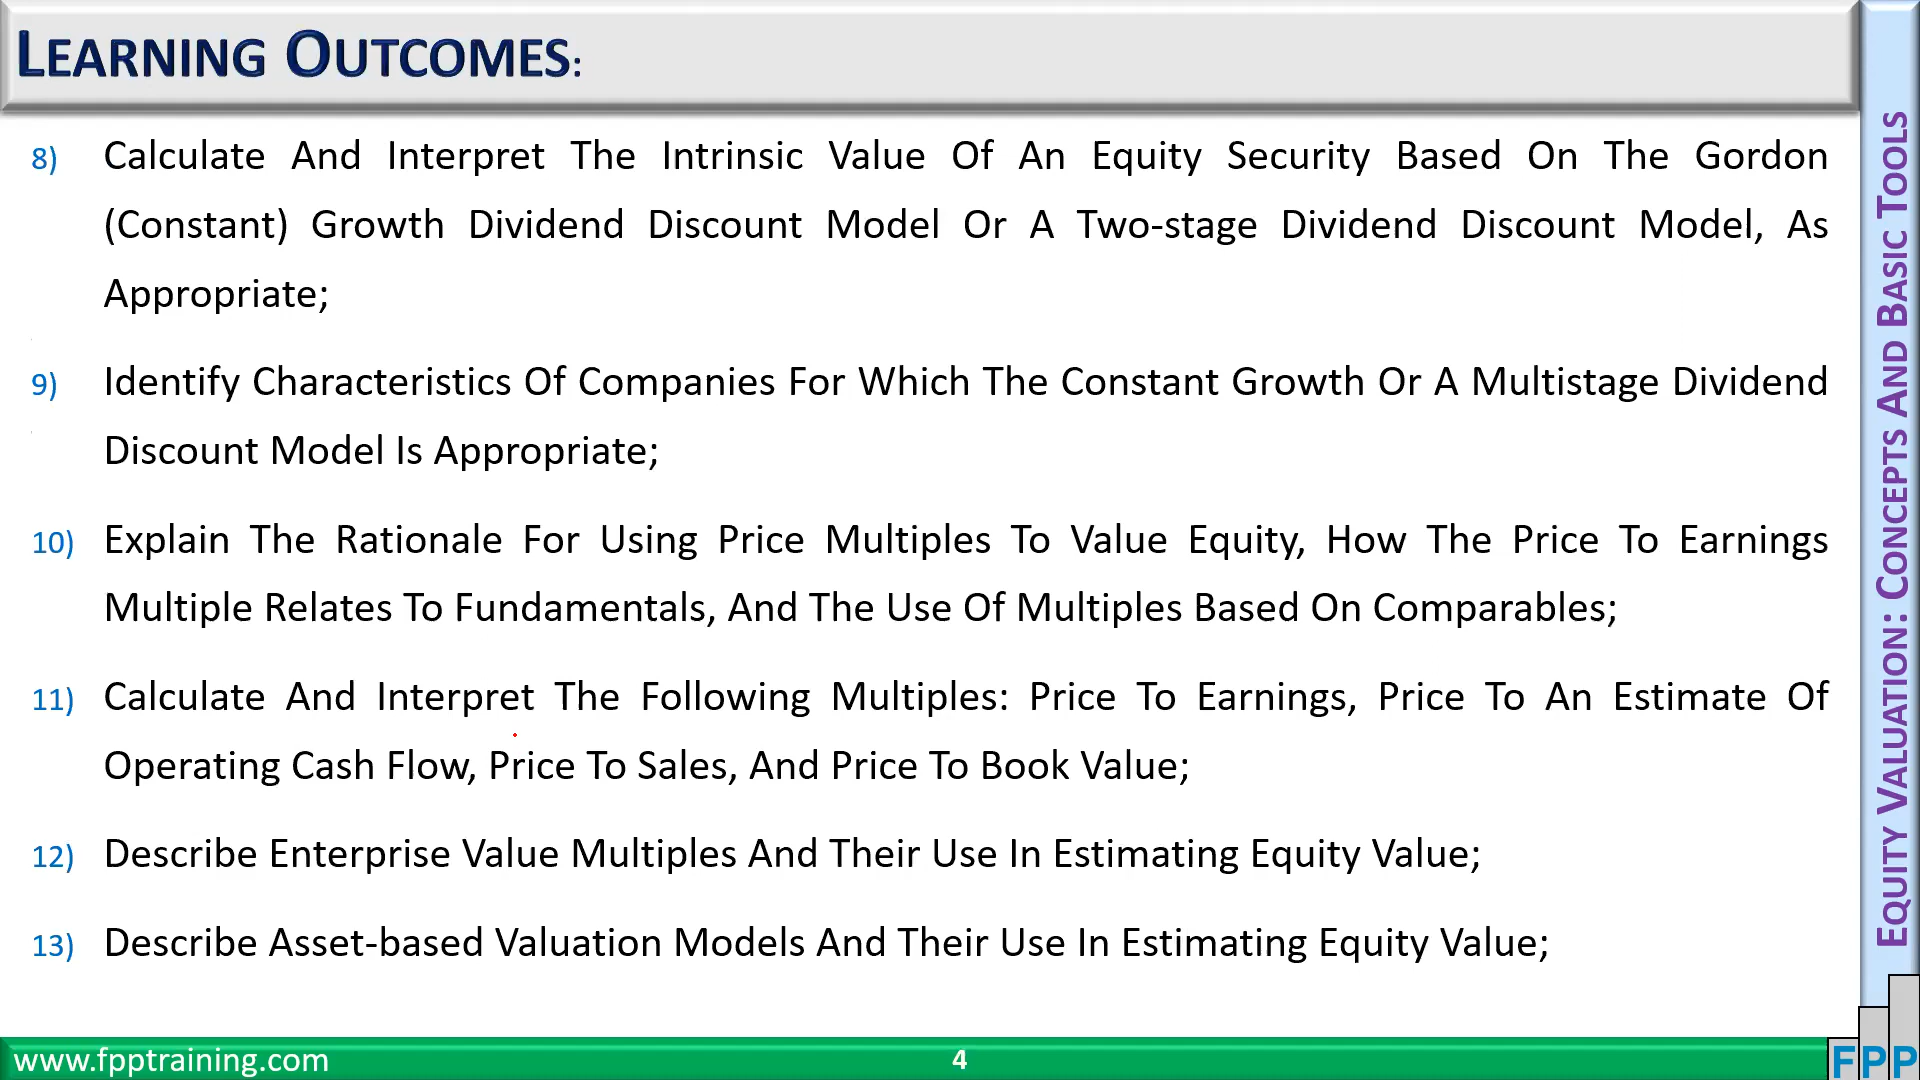 LEARNING OUTCOMES:
8) Calculate And Interpret The Intrinsic Value Of An Equity Security Based On The Gordon
(Constant) Growth Dividend Discount Model Or A Two-stage Dividend Discount Model, As
Appropriate;
9) Identify Characteristics Of Companies For Which The Constant Growth Or A Multistage Dividend
Discount Model Is Appropriate;
10) Explain The Rationale For Using Price Multiples To Value Equity, How The Price To Earnings
Multiple Relates To Fundamentals, And The Use Of Multiples Based On Comparables;
11) Calculate And Interpret The Following Multiples: Price To Earnings, Price To An Estimate Of
Operating Cash Flow, Price To Sales, And Price To Book Value;
12) Describe Enterprise Value Multiples And Their Use In Estimating Equity Value;
13) Describe Asset-based Valuation Models And Their Use In Estimating Equity Value;
EQUITY VALUATION: CONCEPTS AND BASIC TOOLS
www.fpptraining.com
4
FPP